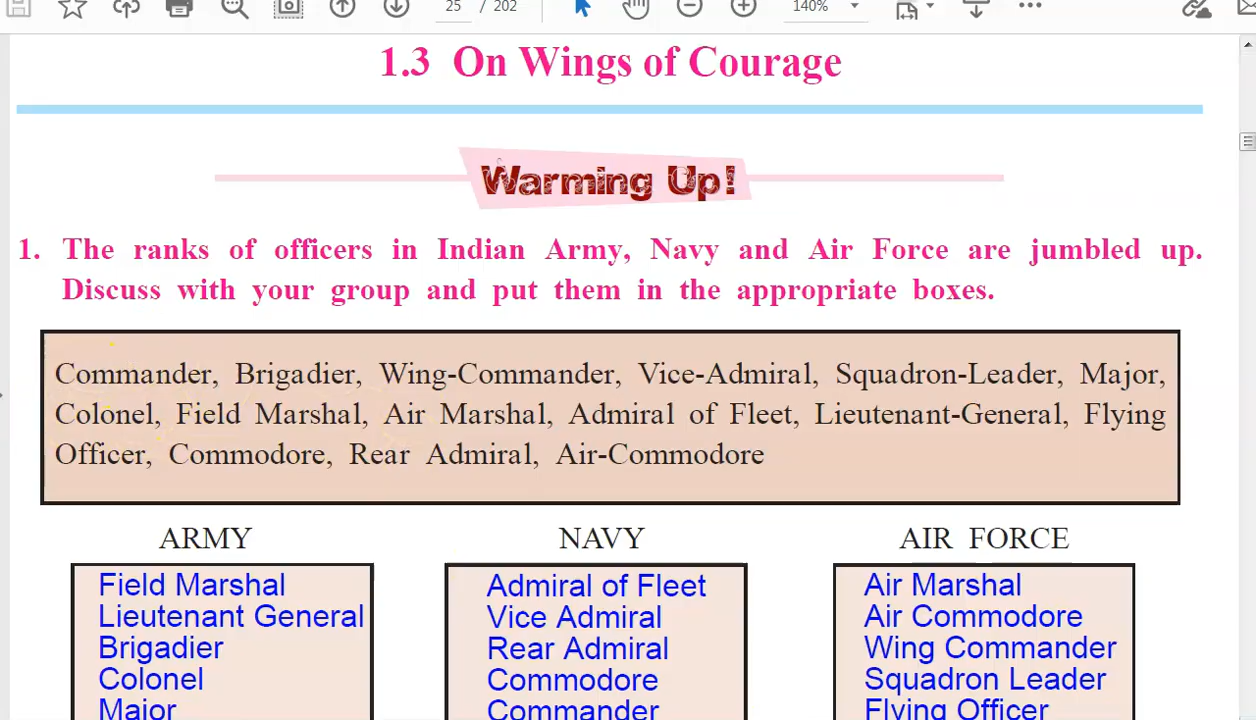 25 / 202
140%
1.3 On Wings of Courage
Warming Up!
1. The ranks of officers in Indian Army, Navy and Air Force are jumbled up.
Discuss with your group and put them in the appropriate boxes.
Commander, Brigadier, Wing-Commander, Vice-Admiral, Squadron-Leader, Major,
Colonel, Field Marshal, Air Marshal, Admiral of Fleet, Lieutenant-General, Flying
Officer, Commodore, Rear Admiral, Air-Commodore
ARMY
Field Marshal
Lieutenant General
Brigadier
Colonel
Major
NAVY
Admiral of Fleet
Vice Admiral
Rear Admiral
Commodore
Commander
AIR FORCE
Air Marshal
Air Commodore
Wing Commander
Squadron Leader
Flying Officer